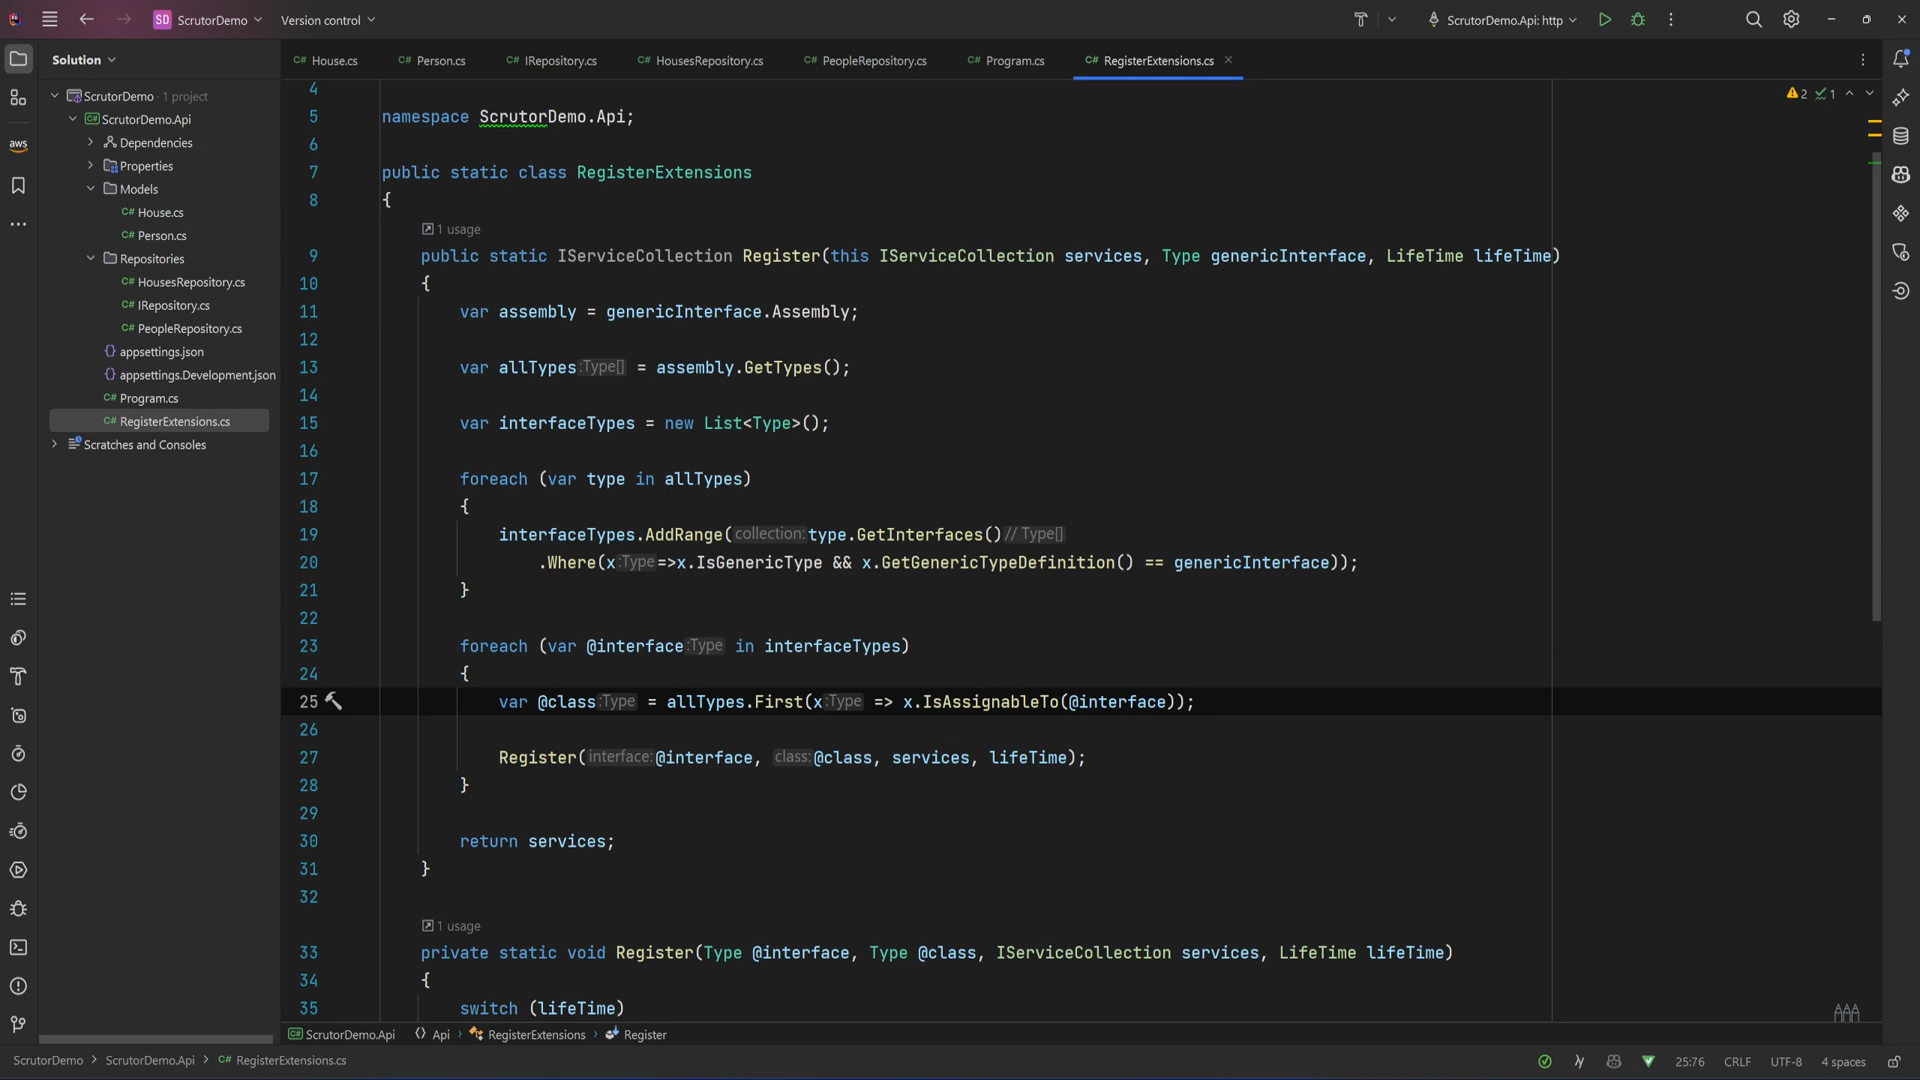 SD ScrutorDemo Version control ScrutorDemo.Api: http
Solution
House.cs Person.cs IRepository.cs HousesRepository.cs PeopleRepository.cs Program.cs RegisterExtensions.cs
ScrutorDemo · 1 project
ScrutorDemo.Api
Dependencies
Properties
Models
C# House.cs
C# Person.cs
Repositories
C# HousesRepository.cs
C# IRepository.cs
C# PeopleRepository.cs
{} appsettings.json
{} appsettings.Development.json
C# Program.cs
C# RegisterExtensions.cs
Scratches and Consoles
aws
2 1
4
5 namespace ScrutorDemo.Api;
6
7 public static class RegisterExtensions
8 {
1 usage
9 public static IServiceCollection Register(this IServiceCollection services, Type genericInterface, LifeTime lifeTime)
10 {
11 var assembly = genericInterface.Assembly;
12
13 var allTypes :Type[] = assembly.GetTypes();
14
15 var interfaceTypes = new List<Type>();
16
17 foreach (var type in allTypes)
18 {
19 interfaceTypes.AddRange( collection: type.GetInterfaces() // Type[]
20 .Where(x :Type =>x.IsGenericType && x.GetGenericTypeDefinition() == genericInterface));
21 }
22
23 foreach (var @interface :Type in interfaceTypes)
24 {
25 var @class :Type = allTypes.First(x :Type => x.IsAssignableTo(@interface));
26
27 Register( interface: @interface, class: @class, services, lifeTime);
28 }
29
30 return services;
31 }
32
1 usage
33 private static void Register(Type @interface, Type @class, IServiceCollection services, LifeTime lifeTime)
34 {
35 switch (lifeTime)
ScrutorDemo.Api Api RegisterExtensions Register
ScrutorDemo ScrutorDemo.Api C# RegisterExtensions.cs 25:76 CRLF UTF-8 4 spaces